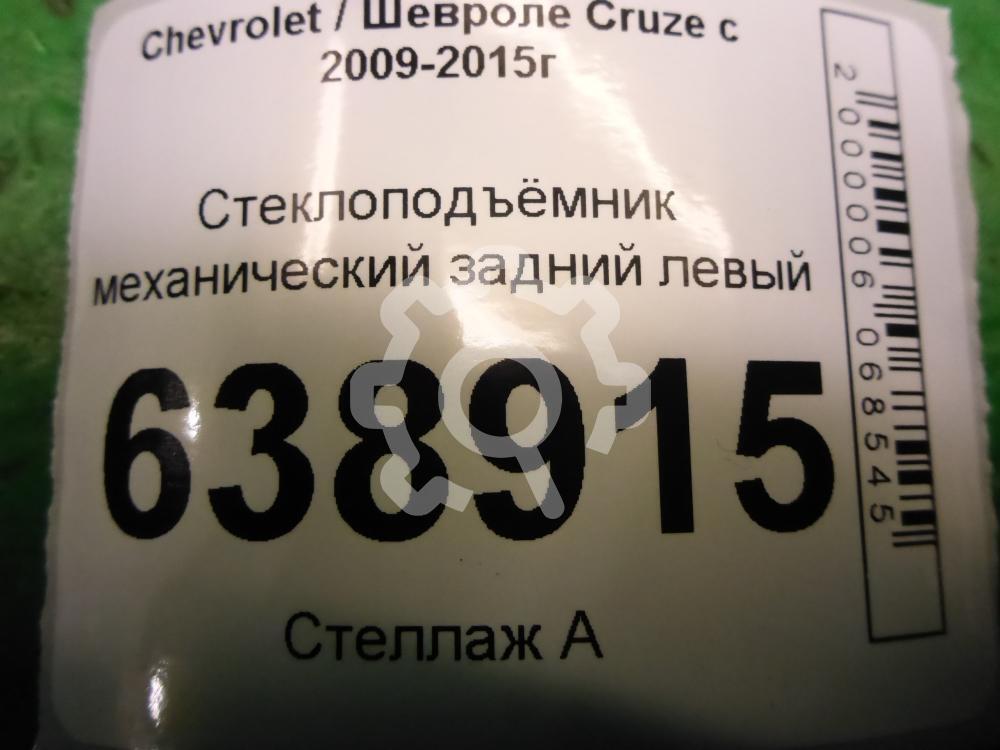 Chevrolet / Шевроле Cruze с
2009-2015г
Стеклоподъёмник
механический задний левый
638915
Стеллаж А
2000006068545